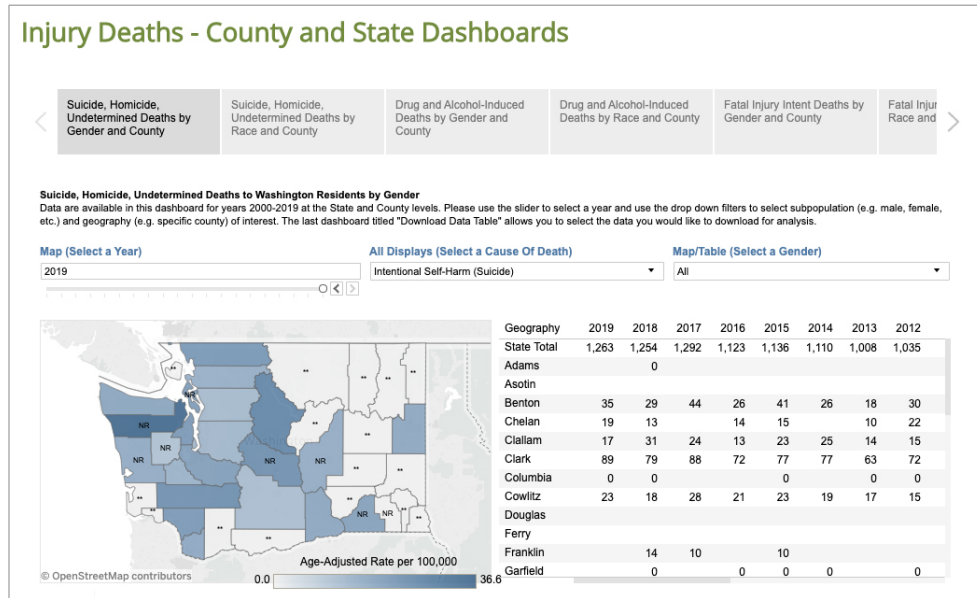 Injury Deaths - County and State Dashboards
Suicide, Homicide,
Undetermined Deaths by
Gender and County
Suicide, Homicide,
Undetermined Deaths by
Race and County
Drug and Alcohol-Induced
Deaths by Gender and
County
Drug and Alcohol-Induced
Deaths by Race and County
Fatal Injury Intent Deaths by
Gender and County
Fatal Injur
Race and
Suicide, Homicide, Undetermined Deaths to Washington Residents by Gender
Data are available in this dashboard for years 2000-2019 at the State and County levels. Please use the slider to select a year and use the drop down filters to select subpopulation (e.g. male, female,
etc.) and geography (e.g. specific county) of interest. The last dashboard titled "Download Data Table" allows you to select the data you would like to download for analysis.
Map (Select a Year)
2019
All Displays (Select a Cause Of Death)
Intentional Self-Harm (Suicide)
Map/Table (Select a Gender)
All
**
**
**
**
**
NR
NR
**
NR
**
NR
NR
NR
**
**
**
**
**
NR
NR
**
**
**
**
Age-Adjusted Rate per 100,000
0.0
36.6
© OpenStreetMap contributors
Geography 2019 2018 2017 2016 2015 2014 2013 2012
State Total 1,263 1,254 1,292 1,123 1,136 1,110 1,008 1,035
Adams 0
Asotin
Benton 35 29 44 26 41 26 18 30
Chelan 19 13 14 15 10 22
Clallam 17 31 24 13 23 25 14 15
Clark 89 79 88 72 77 77 63 72
Columbia 0 0 0 0 0
Cowlitz 23 18 28 21 23 19 17 15
Douglas
Ferry
Franklin 14 10 10
Garfield 0 0 0 0 0